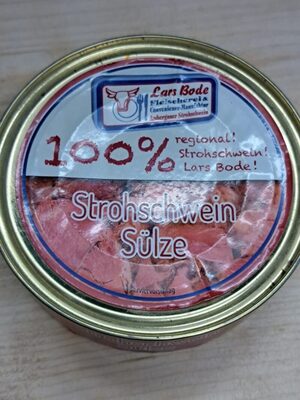 Lars Bode
Fleischerei &
100%
regional!
Strohschwein!
Lars Bode!
Strohschwein
Sülze